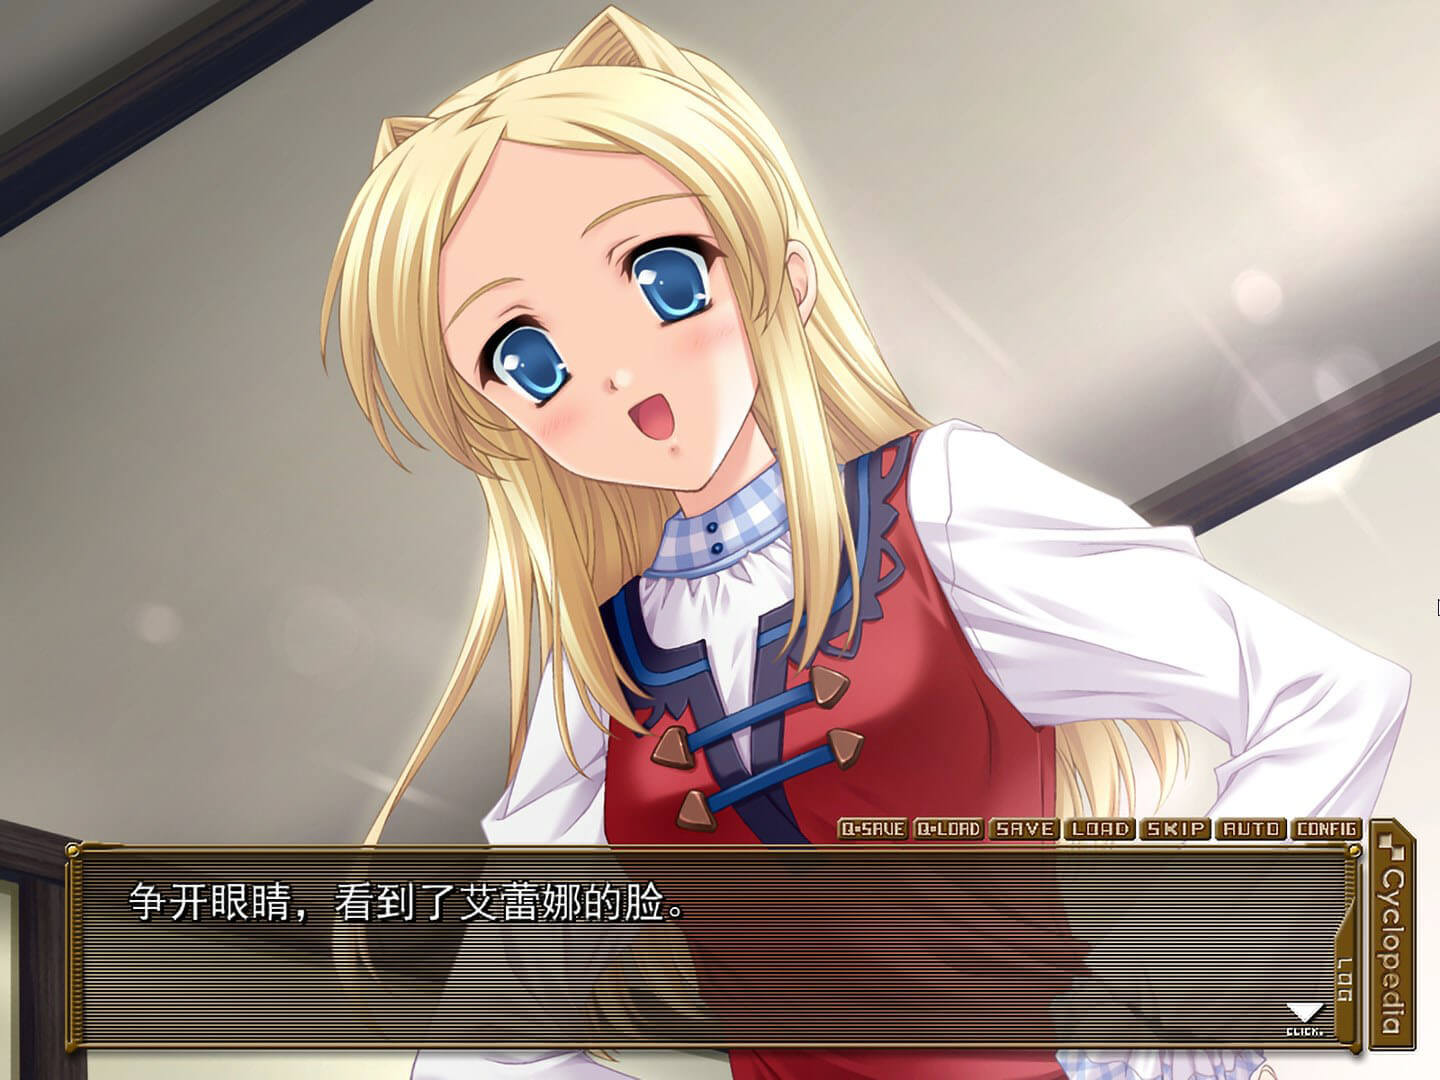 Q-SAVE Q-LOAD SAVE LOAD SKIP AUTO CONFIG
争开眼睛，看到了艾蕾娜的脸。
Cyclopedia
LOG
CLICK.